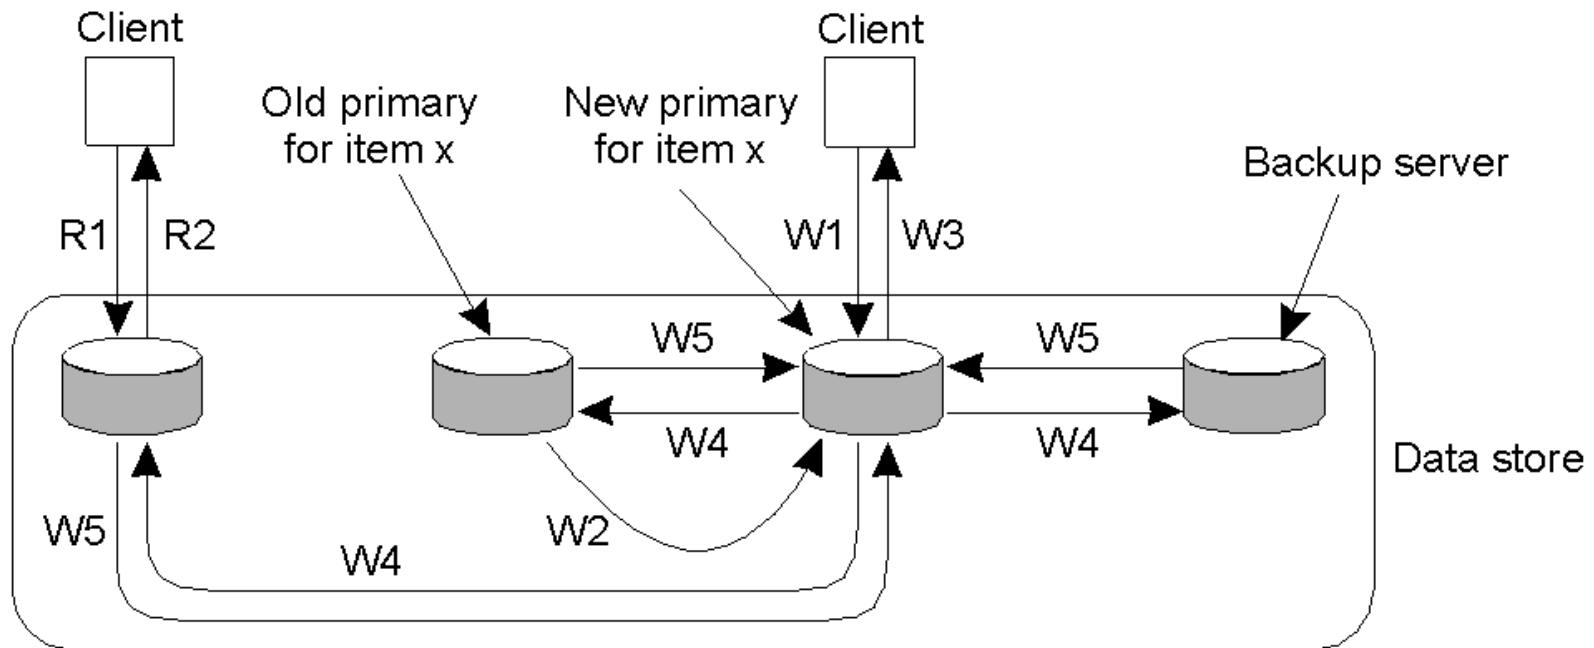 Client
Client
Old primary
for item x
New primary
for item x
Backup server
R1
R2
W1
W3
W5
W5
W4
W4
Data store
W5
W2
W4